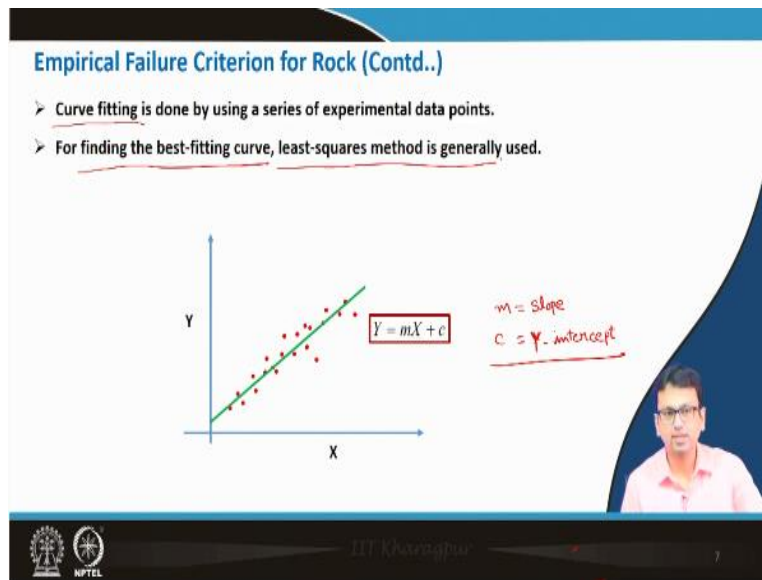 Empirical Failure Criterion for Rock (Contd..)
➢ Curve fitting is done by using a series of experimental data points.
➢ For finding the best-fitting curve, least-squares method is generally used.
Y
Y = mX + c
m = slope
c = Y-intercept
X
NPTEL
IIT Kharagpur
7